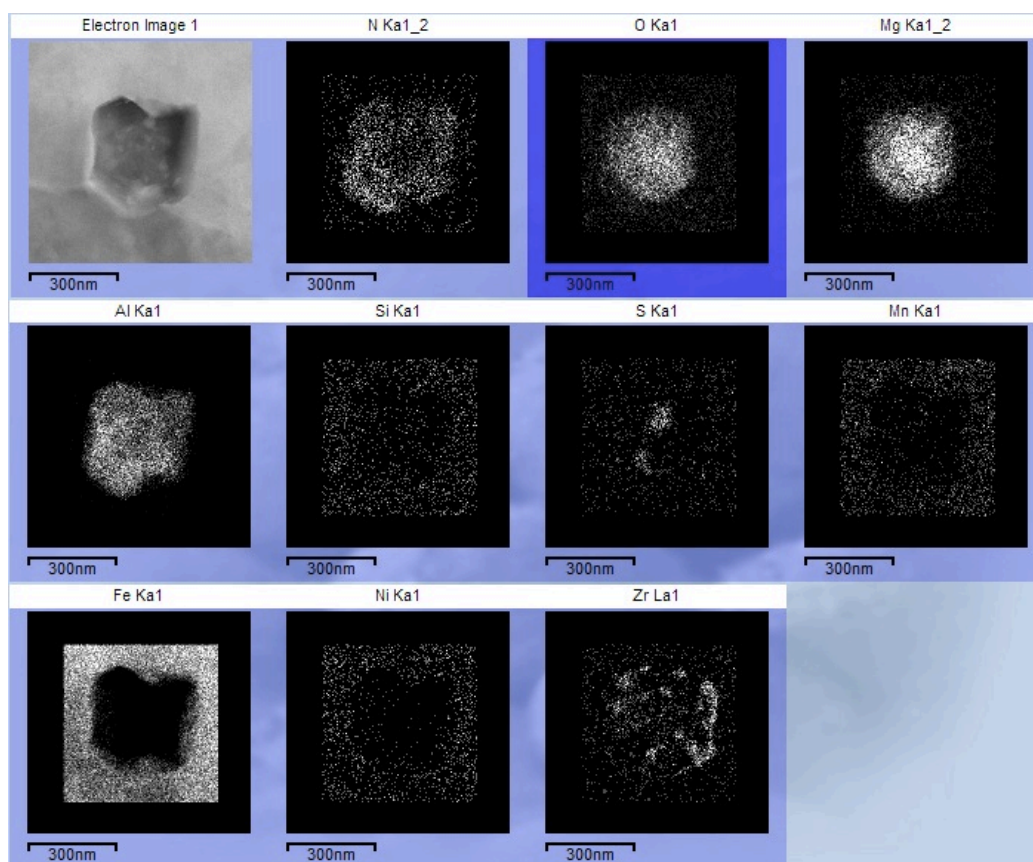 Electron Image 1
N Ka1_2
O Ka1
Mg Ka1_2
300nm
300nm
300nm
300nm
Al Ka1
Si Ka1
S Ka1
Mn Ka1
300nm
300nm
300nm
300nm
Fe Ka1
Ni Ka1
Zr La1
300nm
300nm
300nm